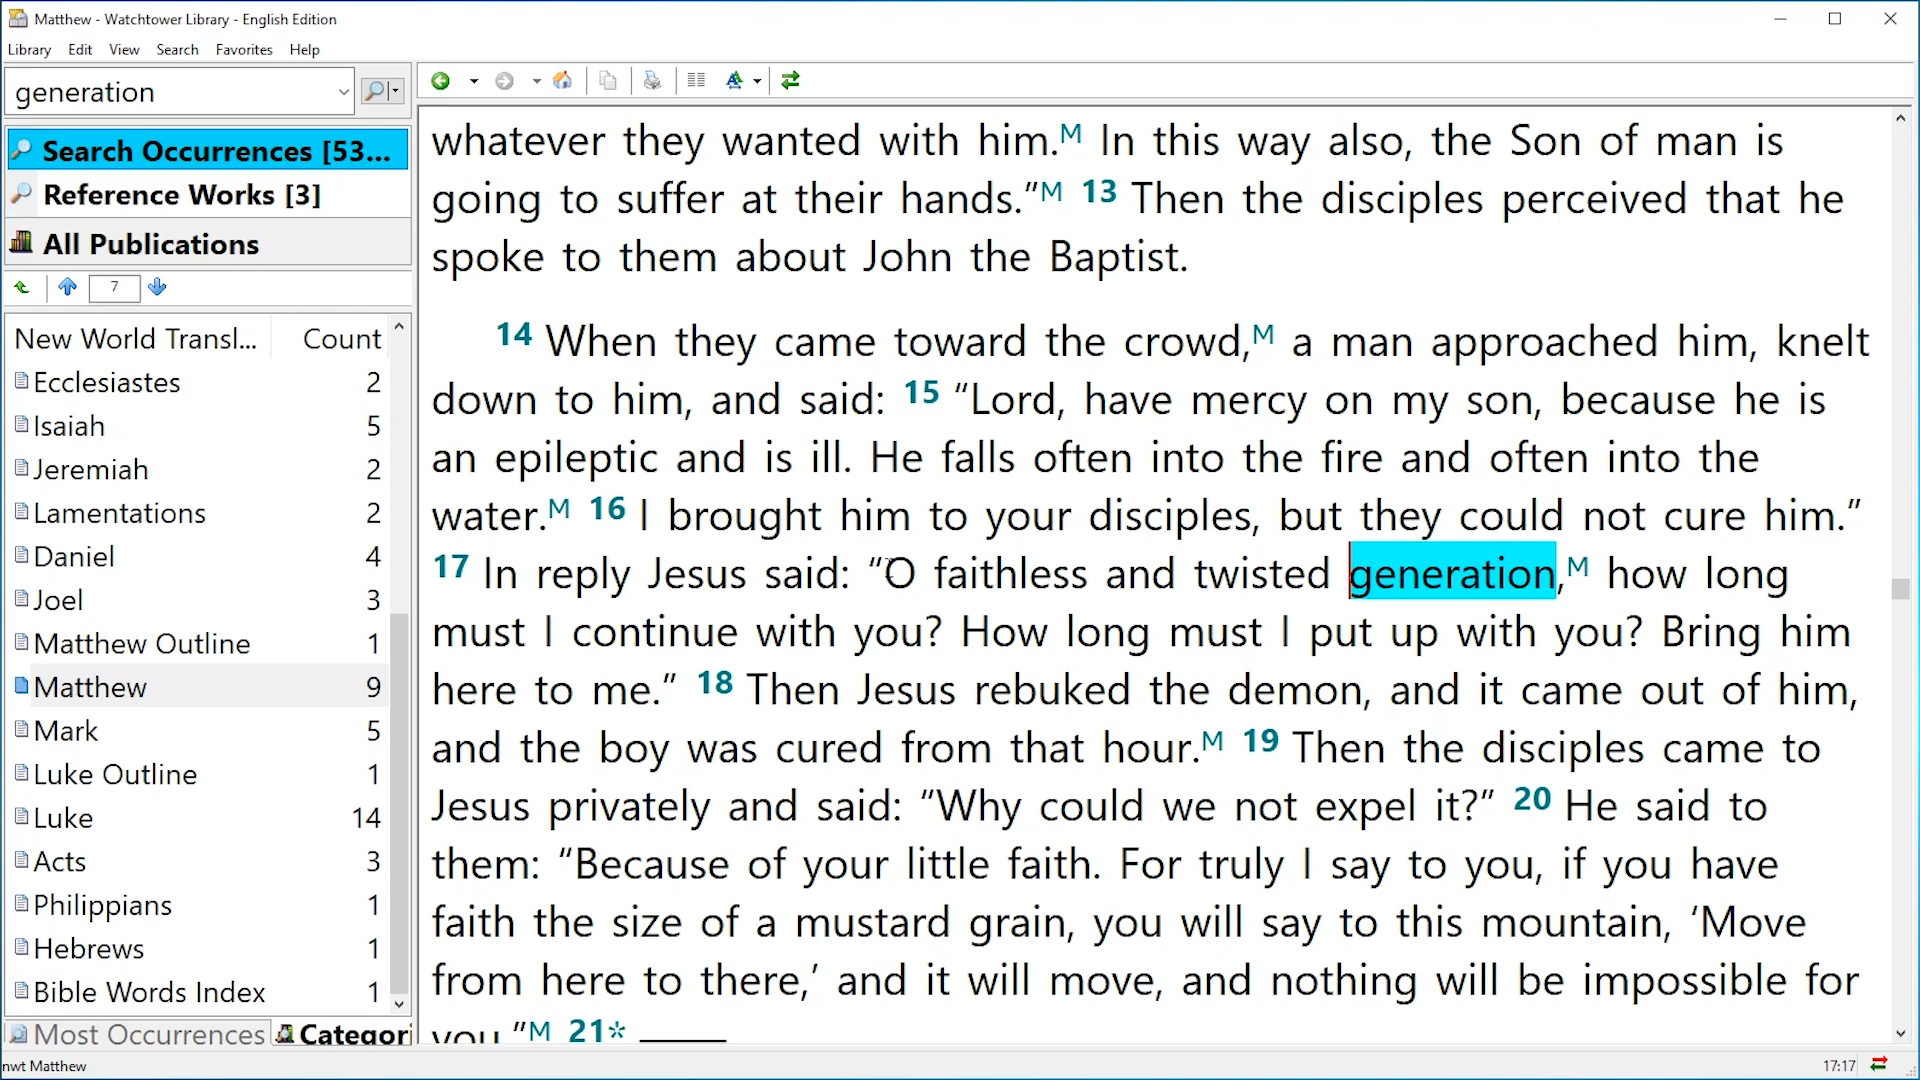 Matthew - Watchtower Library - English Edition
Library Edit View Search Favorites Help
generation
Search Occurrences [53...
Reference Works [3]
All Publications
7
New World Transl... Count
Ecclesiastes 2
Isaiah 5
Jeremiah 2
Lamentations 2
Daniel 4
Joel 3
Matthew Outline 1
Matthew 9
Mark 5
Luke Outline 1
Luke 14
Acts 3
Philippians 1
Hebrews 1
Bible Words Index 1
Most Occurrences Categori
whatever they wanted with him.M In this way also, the Son of man is
going to suffer at their hands.”M 13 Then the disciples perceived that he
spoke to them about John the Baptist.
14 When they came toward the crowd,M a man approached him, knelt
down to him, and said: 15 “Lord, have mercy on my son, because he is
an epileptic and is ill. He falls often into the fire and often into the
water.M 16 I brought him to your disciples, but they could not cure him.”
17 In reply Jesus said: “O faithless and twisted generation,M how long
must I continue with you? How long must I put up with you? Bring him
here to me.” 18 Then Jesus rebuked the demon, and it came out of him,
and the boy was cured from that hour.M 19 Then the disciples came to
Jesus privately and said: “Why could we not expel it?” 20 He said to
them: “Because of your little faith. For truly I say to you, if you have
faith the size of a mustard grain, you will say to this mountain, ‘Move
from here to there,’ and it will move, and nothing will be impossible for
you.”M 21* ——
nwt Matthew 17:17